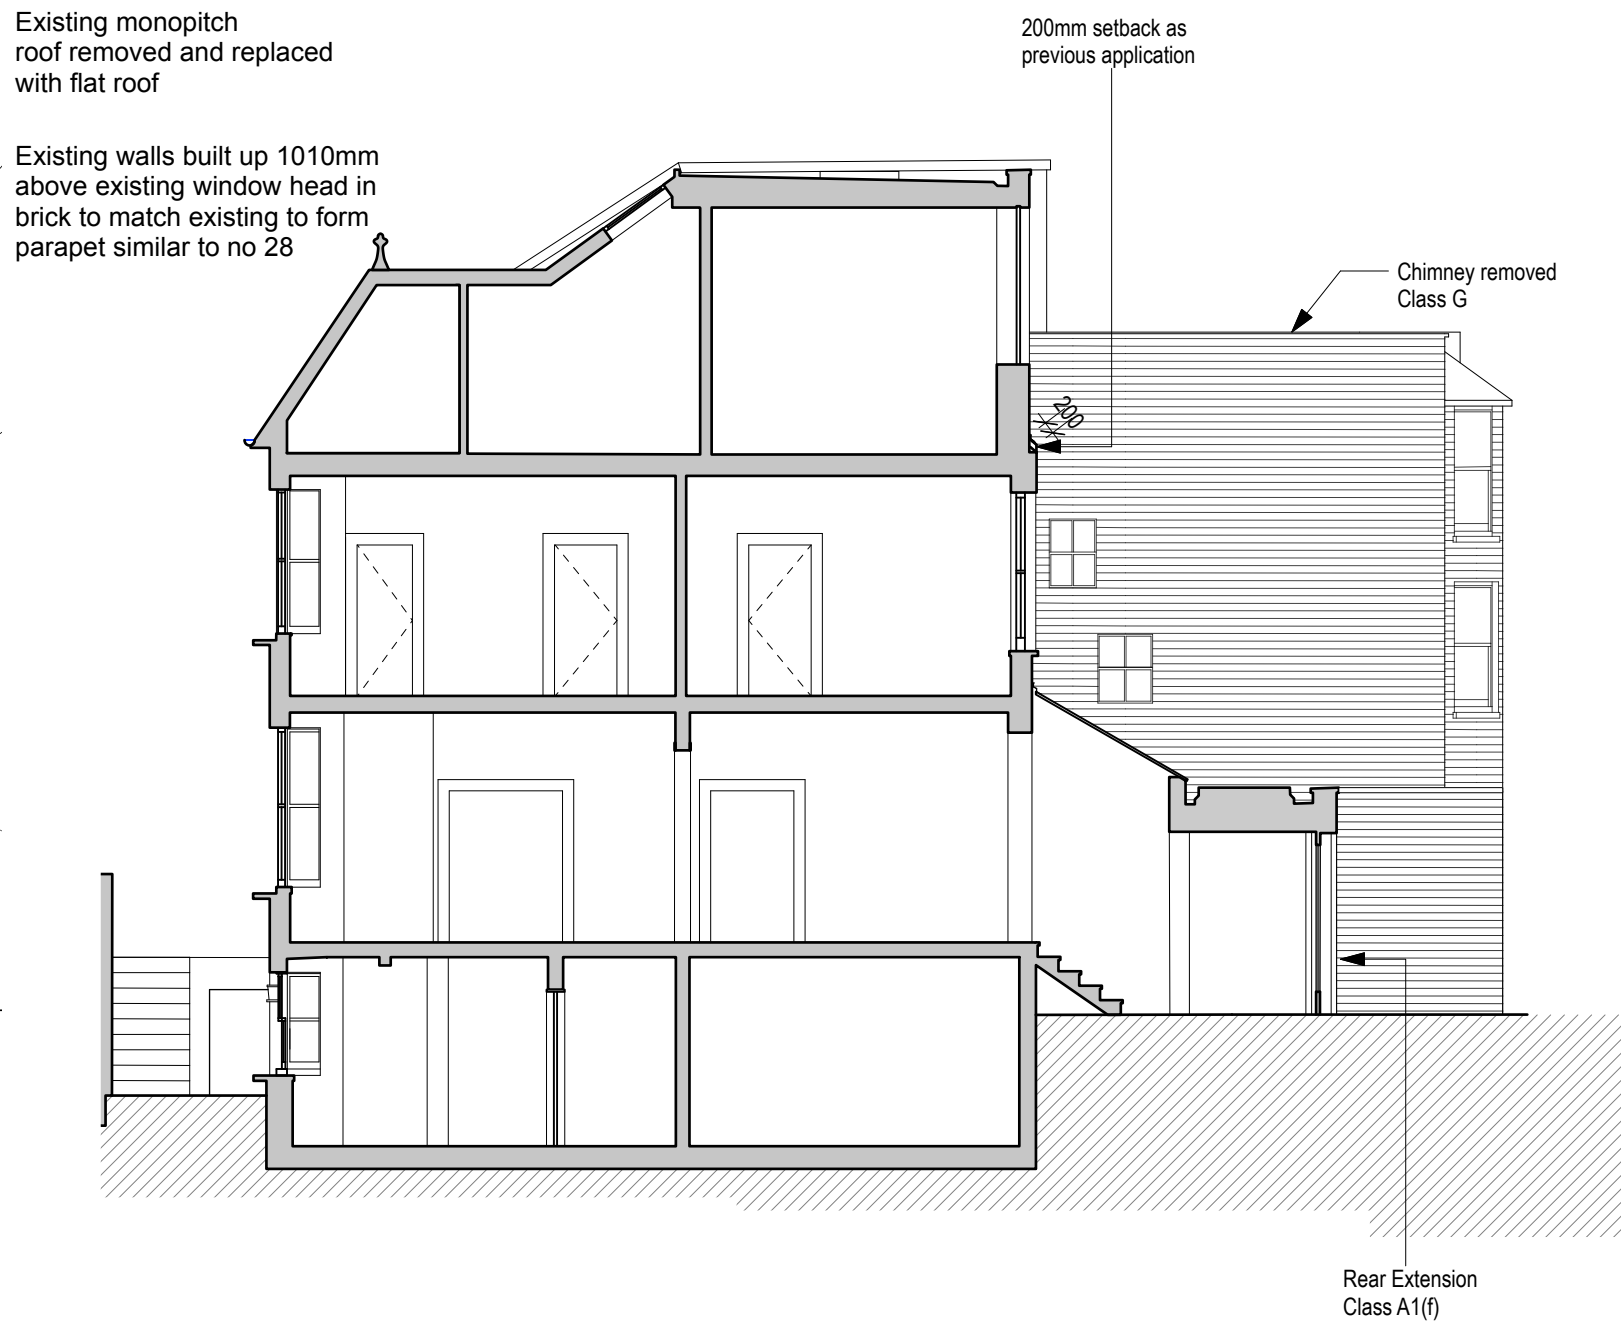 Existing monopitch
roof removed and replaced
with flat roof
Existing walls built up 1010mm
above existing window head in
brick to match existing to form
parapet similar to no 28
200mm setback as
previous application
Chimney removed
Class G
200
Rear Extension
Class A1(f)